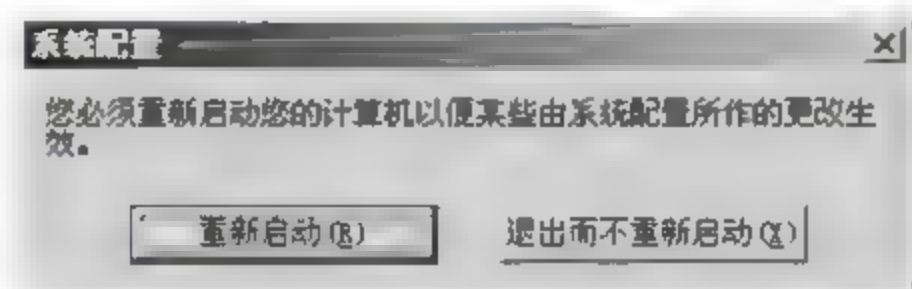 系统配置
您必须重新启动您的计算机以便某些由系统配置所作的更改生
效。
重新启动(R)
退出而不重新启动(X)